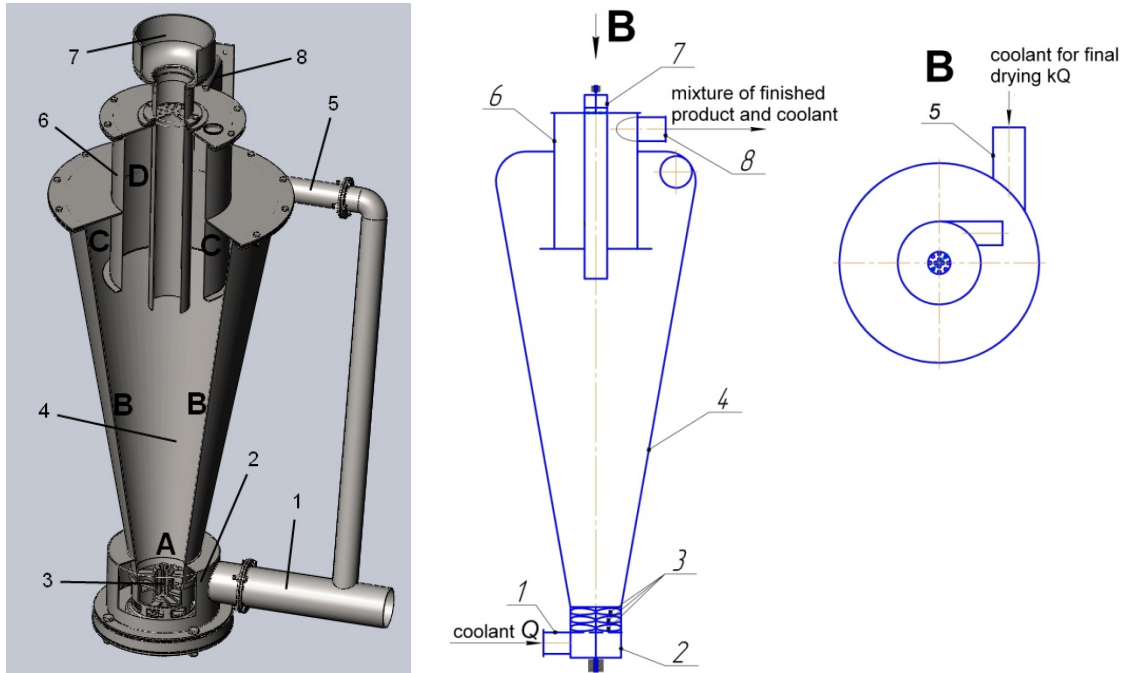 7
8
5
6
D
C
C
4
B
B
2
1
A
3
B
7
6
mixture of finished
product and coolant
8
4
3
1
coolant Q
2
B
coolant for final
drying kQ
5